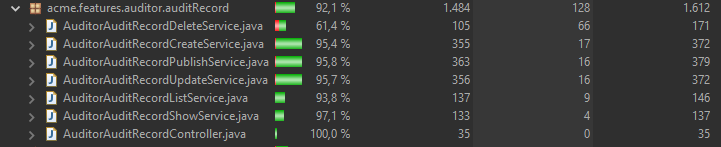 acme.features.auditor.auditRecord 92,1 % 1.484 128 1.612
AuditorAuditRecordDeleteService.java 61,4 % 105 66 171
AuditorAuditRecordCreateService.java 95,4 % 355 17 372
AuditorAuditRecordPublishService.java 95,8 % 363 16 379
AuditorAuditRecordUpdateService.java 95,7 % 356 16 372
AuditorAuditRecordListService.java 93,8 % 137 9 146
AuditorAuditRecordShowService.java 97,1 % 133 4 137
AuditorAuditRecordController.java 100,0 % 35 0 35